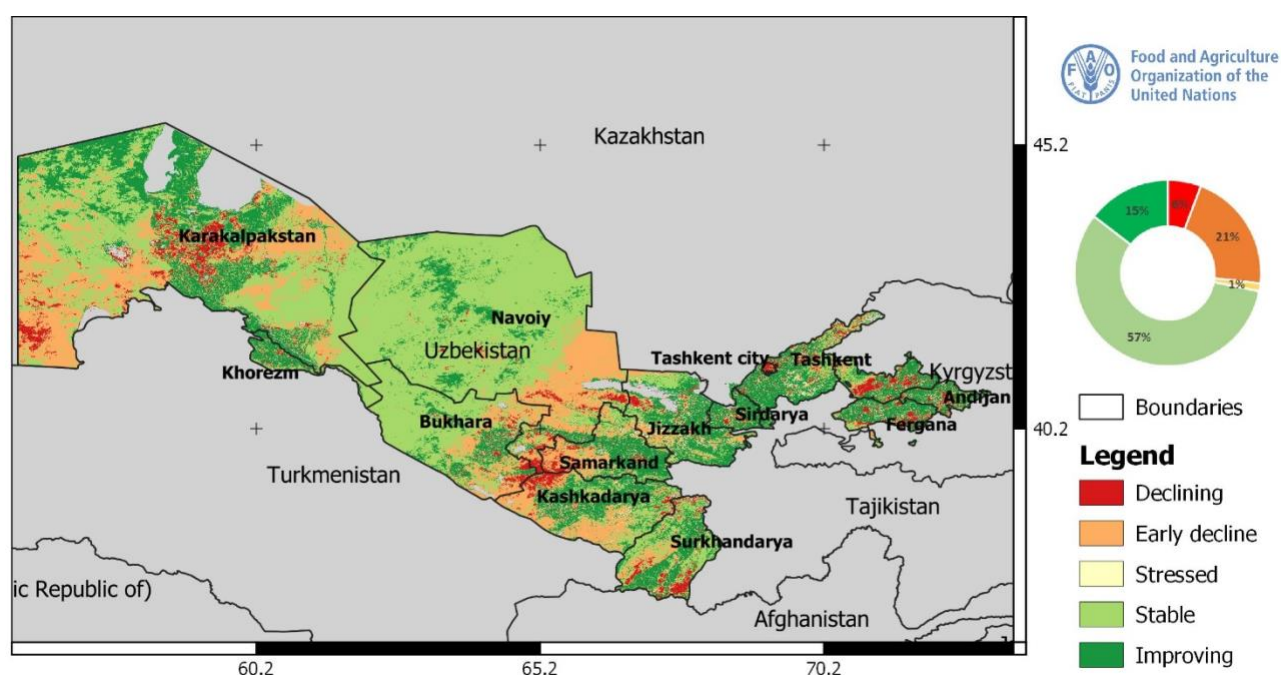 Food and Agriculture
Organization of the
United Nations
F A O
FIAT PANIS
Kazakhstan
45.2
Karakalpakstan
15%
6%
21%
1%
57%
Navoiy
Uzbekistan
Tashkent city
Tashkent
Kyrgyzst
Khorezm
Andijan
Bukhara
Sirdarya
Jizzakh
Fergana
40.2
Boundaries
Turkmenistan
Samarkand
Kashkadarya
Tajikistan
Surkhandarya
Legend
Declining
Early decline
Stressed
Stable
Improving
ic Republic of)
Afghanistan
60.2
65.2
70.2